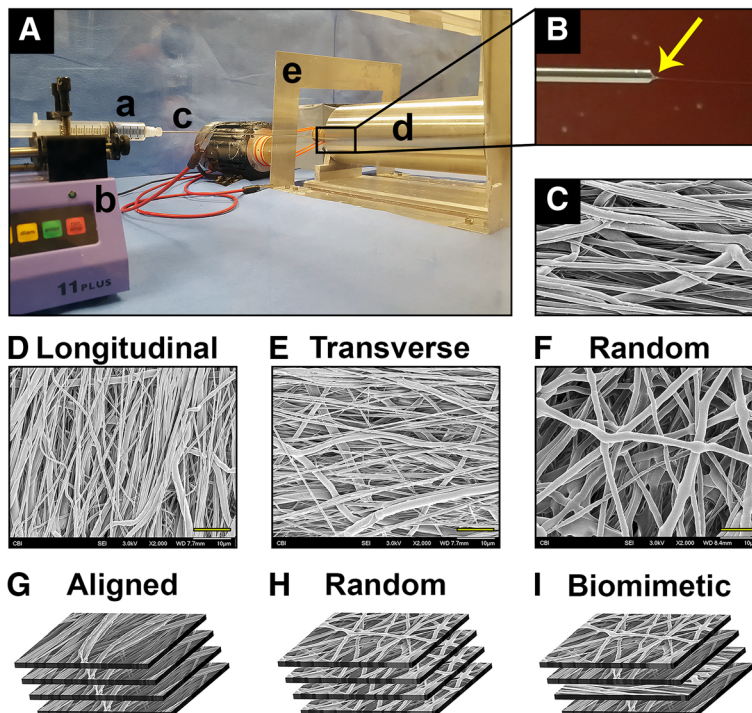 A
a
c
b
e
d
11 PLUS
B
C
D Longitudinal
E Transverse
F Random
CBI SEI 3.0kV X2,000 WD 7.7mm 10µm
CBI SEI 3.0kV X2,000 WD 7.7mm 10µm
CBI SEI 3.0kV X2,000 WD 8.4mm 10µm
G Aligned
H Random
I Biomimetic